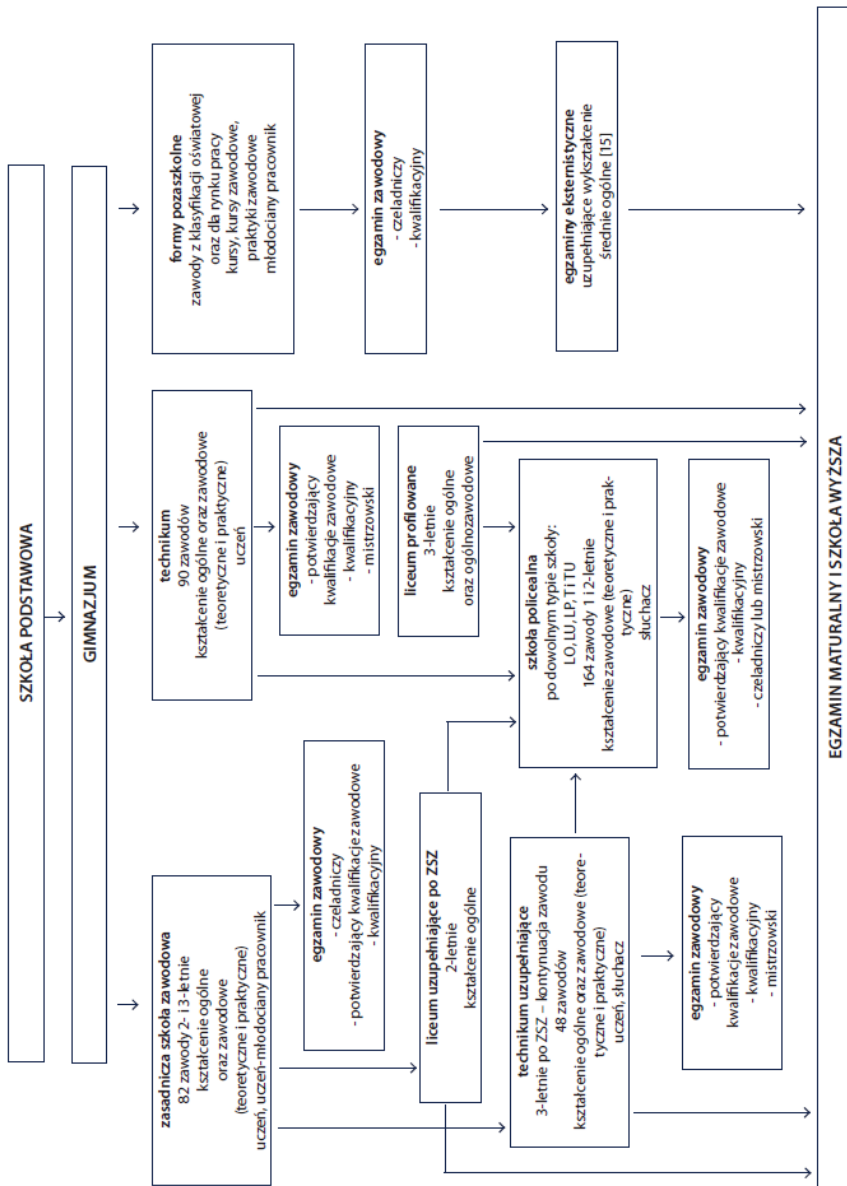 SZKOŁA PODSTAWOWA
GIMNAZJUM
zasadnicza szkoła zawodowa
82 zawody 2- i 3-letnie
kształcenie ogólne
oraz zawodowe
(teoretyczne i praktyczne)
uczeń, uczeń-młodociany pracownik
egzamin zawodowy
- czeladniczy
- potwierdzający kwalifikacje zawodowe
- kwalifikacyjny
liceum uzupełniające po ZSZ
2-letnie
kształcenie ogólne
technikum uzupełniające
3-letnie po ZSZ – kontynuacja zawodu
48 zawodów
kształcenie ogólne oraz zawodowe (teore-
tyczne i praktyczne)
uczeń, słuchacz
egzamin zawodowy
- potwierdzający
kwalifikacje zawodowe
- kwalifikacyjny
- mistrzowski
technikum
90 zawodów
kształcenie ogólne oraz zawodowe
(teoretyczne i praktyczne)
uczeń
egzamin zawodowy
- potwierdzający
kwalifikacje zawodowe
- kwalifikacyjny
- mistrzowski
liceum profilowane
3-letnie
kształcenie ogólne
oraz ogólnozawodowe
szkoła policealna
po dowolnym typie szkoły:
LO, LU, LP, T i TU
164 zawody 1 i 2-letnie
kształcenie zawodowe (teoretyczne i prak-
tyczne)
słuchacz
egzamin zawodowy
- potwierdzający kwalifikacje zawodowe
- kwalifikacyjny
- czeladniczy lub mistrzowski
formy pozaszkolne
zawody z klasyfikacji oświatowej
oraz dla rynku pracy
kursy, kursy zawodowe,
praktyki zawodowe
młodociany pracownik
egzamin zawodowy
- czeladniczy
- kwalifikacyjny
egzaminy eksternistyczne
uzupełniające wykształcenie
średnie ogólne [15]
EGZAMIN MATURALNY I SZKOŁA WYŻSZA